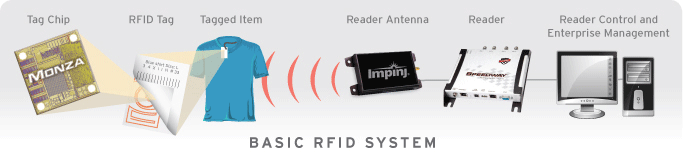 Tag Chip
RFID Tag
Tagged Item
Reader Antenna
Reader
Reader Control and
Enterprise Management
MONZA
Impinj.
SPEEDWAY
BASIC RFID SYSTEM